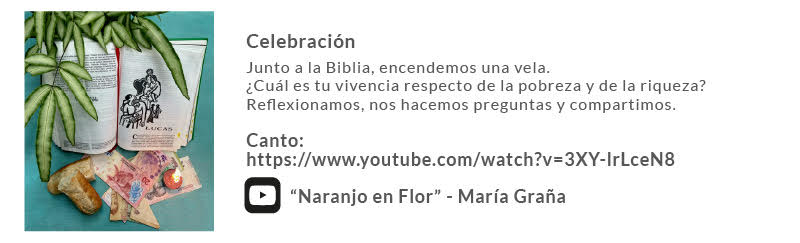 LUCAS
Celebración
Junto a la Biblia, encendemos una vela.
¿Cuál es tu vivencia respecto de la pobreza y de la riqueza?
Reflexionamos, nos hacemos preguntas y compartimos.
Canto:
https://www.youtube.com/watch?v=3XY-IrLceN8
“Naranjo en Flor” - María Graña